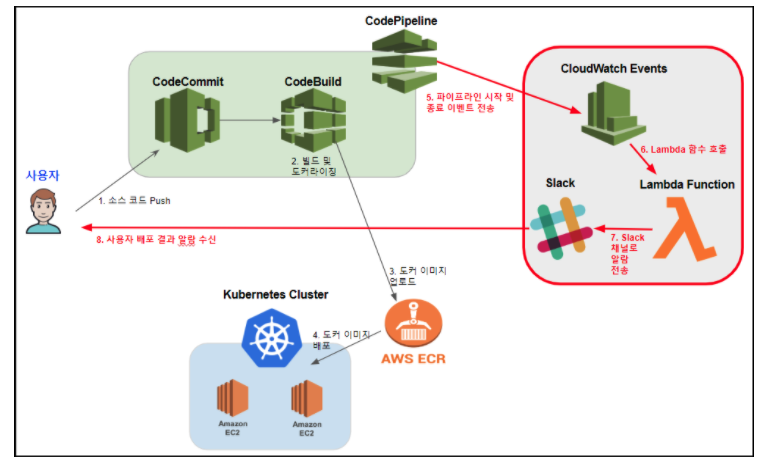 CodePipeline
CodeCommit
CodeBuild
CloudWatch Events
5. 파이프라인 시작 및
종료 이벤트 전송
6. Lambda 함수 호출
2. 빌드 및
도커라이징
사용자
1. 소스 코드 Push
Slack
Lambda Function
8. 사용자 배포 결과 알람 수신
7. Slack
채널로
알람
전송
3. 도커 이미지
업로드
Kubernetes Cluster
4. 도커 이미지
배포
AWS ECR
Amazon
EC2
Amazon
EC2